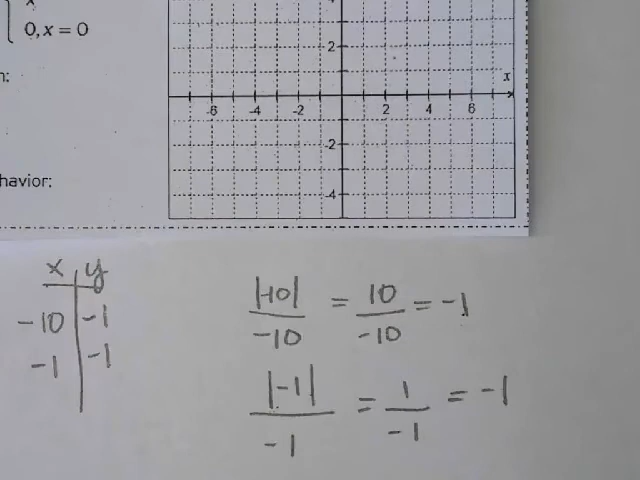 0, x = 0
2
x
-6 -4 -2 2 4 6
-2
havior:
-4
x y
-10 -1
-1 -1
|-10| / -10 = 10 / -10 = -1
|-1| / -1 = 1 / -1 = -1